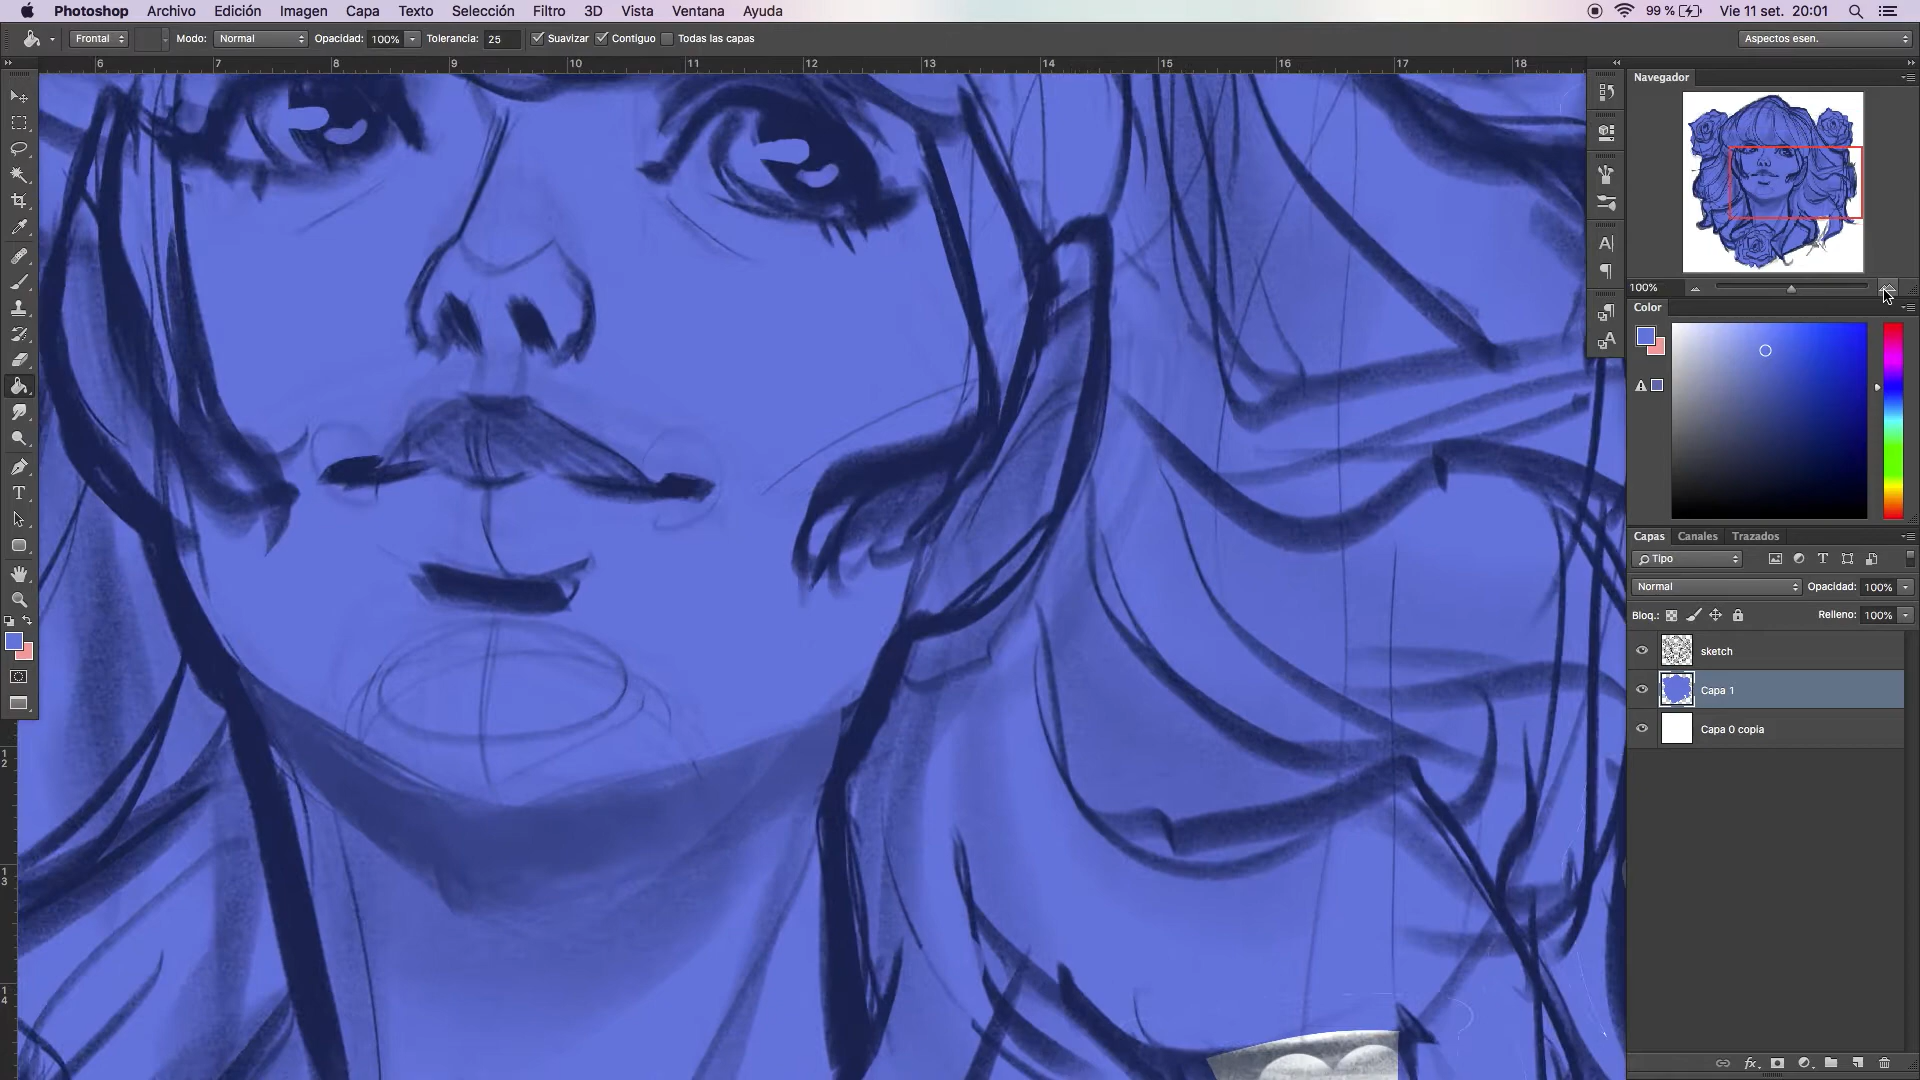 Photoshop Archivo Edición Imagen Capa Texto Selección Filtro 3D Vista Ventana Ayuda 99 % Vie 11 set. 20:01
Frontal Modo: Normal Opacidad: 100% Tolerancia: 25 Suavizar Contiguo Todas las capas Aspectos esen.
6 7 8 9 10 11 12 13 14 15 16 17 18
Navegador
100%
Color
Capas Canales Trazados
Tipo
Normal Opacidad: 100%
Bloq.: Relleno: 100%
sketch
Capa 1
Capa 0 copia
12
13
14